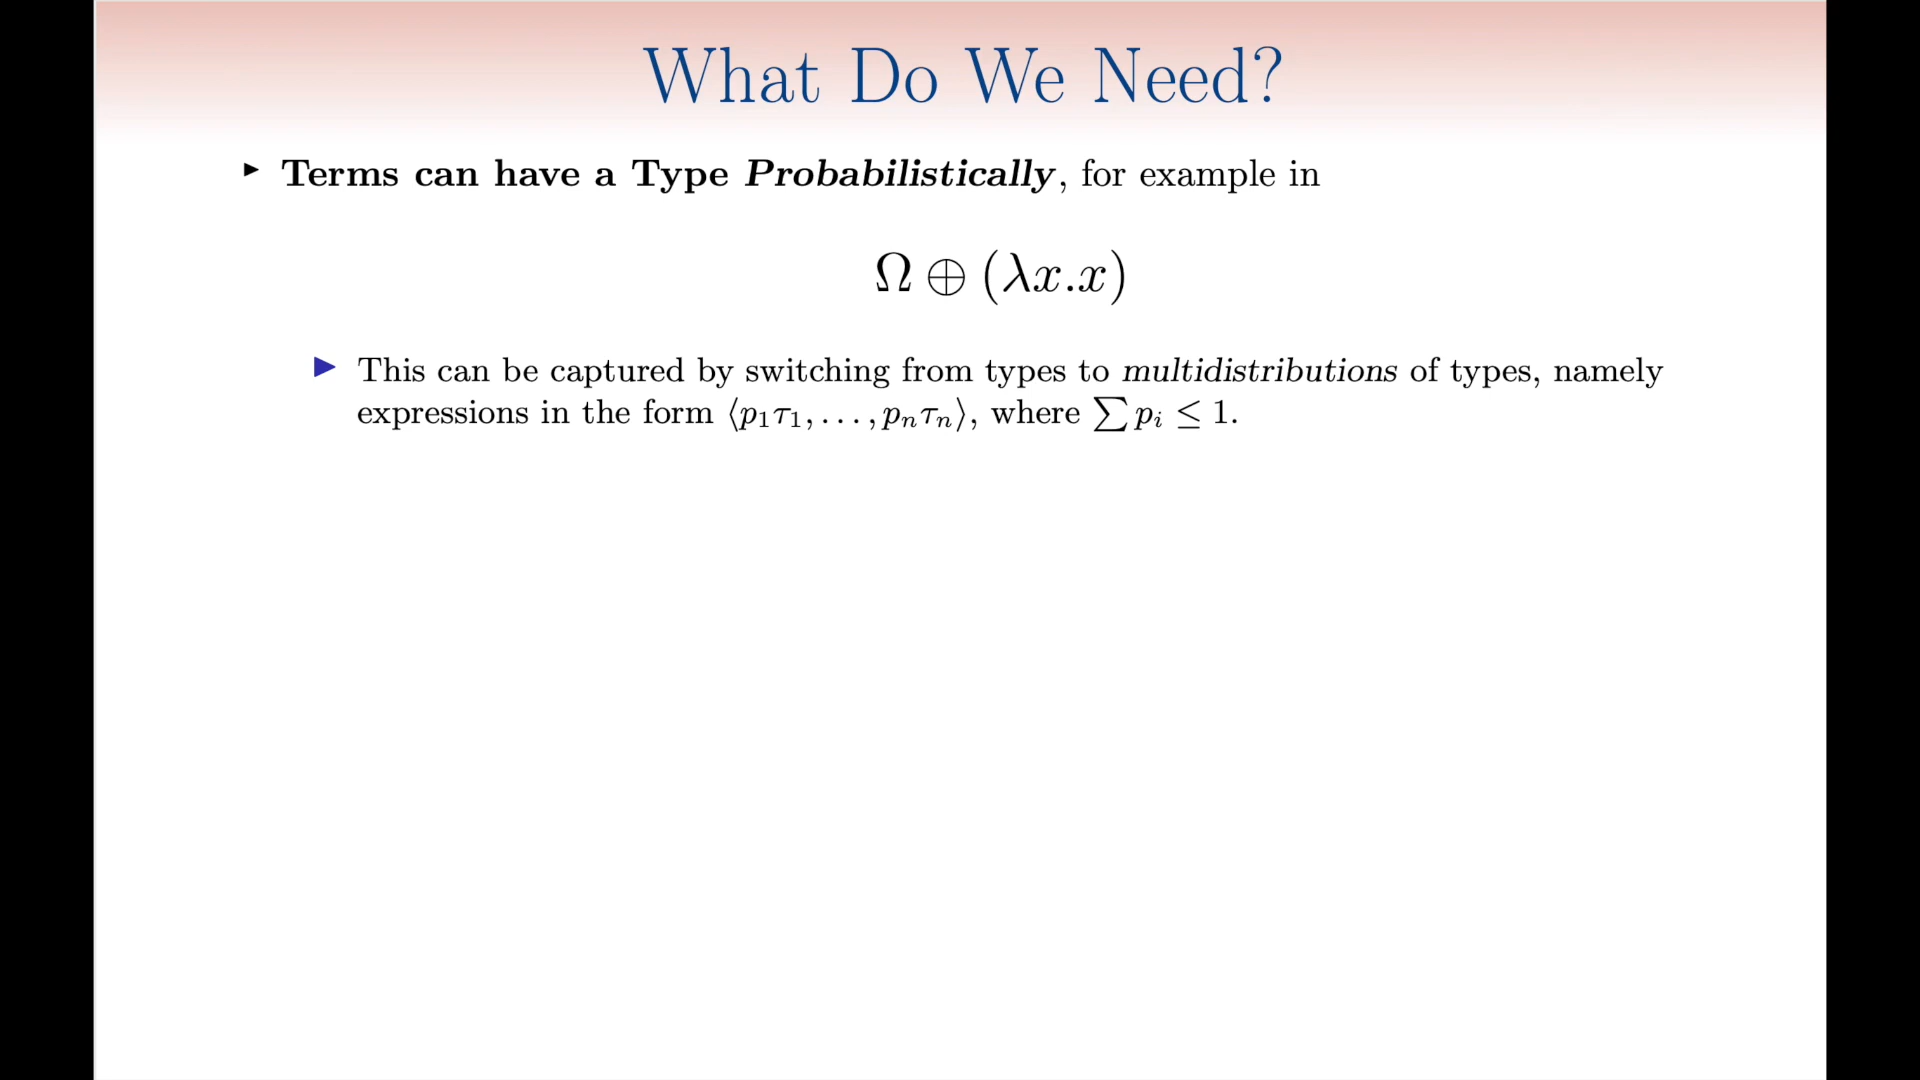 What Do We Need?
▸ Terms can have a Type Probabilistically, for example in
Ω ⊕ (λx.x)
▶ This can be captured by switching from types to multidistributions of types, namely
expressions in the form ⟨p₁τ₁, . . . , pₙτₙ⟩, where ∑ pᵢ ≤ 1.